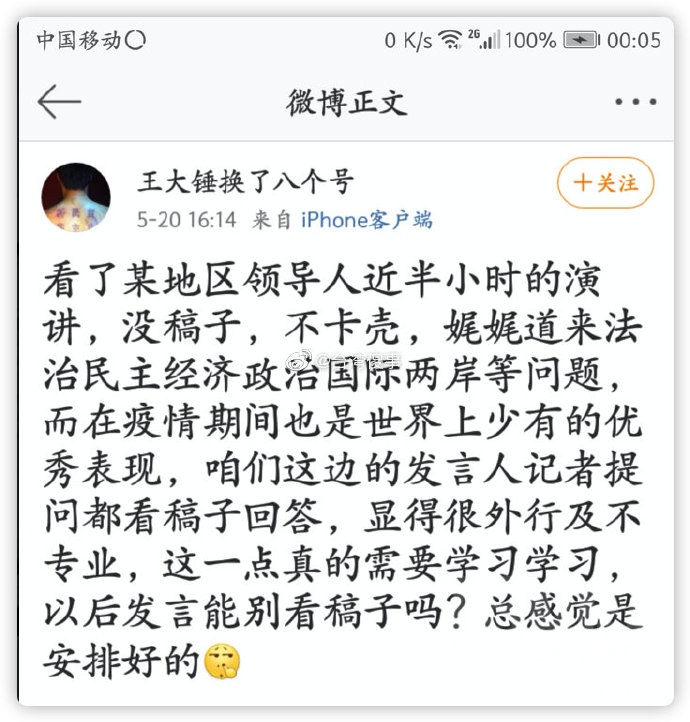 中国移动
0 K/s 2G 100% 00:05
微博正文
王大锤换了八个号
+关注
5-20 16:14 来自 iPhone客户端
看了某地区领导人近半小时的演
讲，没稿子，不卡壳，娓娓道来法
治民主经济政治国际两岸等问题，
而在疫情期间也是世界上少有的优
秀表现，咱们这边的发言人记者提
问都看稿子回答，显得很外行及不
专业，这一点真的需要学习学习，
以后发言能别看稿子吗？总感觉是
安排好的